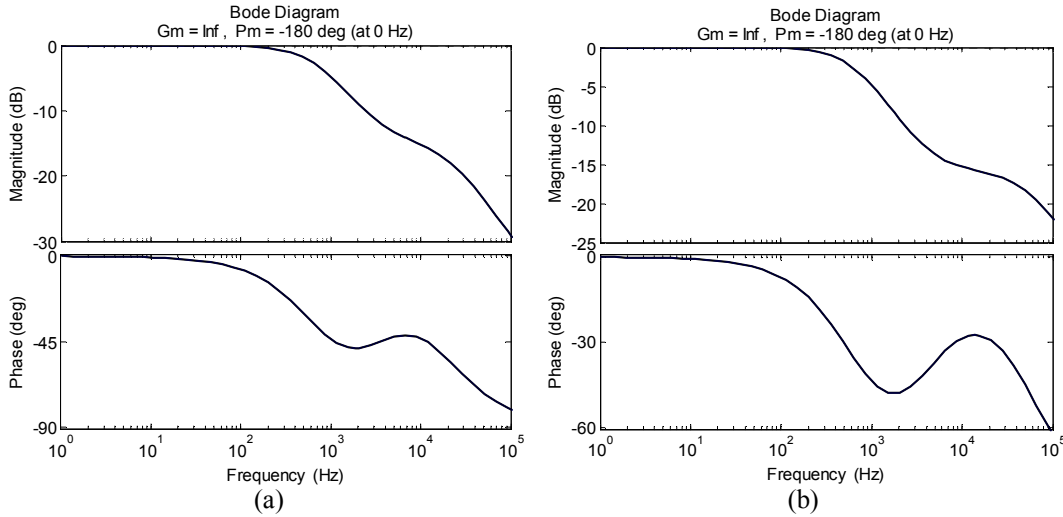 Bode Diagram
Gm = Inf , Pm = -180 deg (at 0 Hz)
Magnitude (dB)
0
-10
-20
-30
Phase (deg)
0
-45
-90
10^0 10^1 10^2 10^3 10^4 10^5
Frequency (Hz)
(a)
Bode Diagram
Gm = Inf , Pm = -180 deg (at 0 Hz)
Magnitude (dB)
0
-5
-10
-15
-20
-25
Phase (deg)
0
-30
-60
10^0 10^1 10^2 10^3 10^4 10^5
Frequency (Hz)
(b)